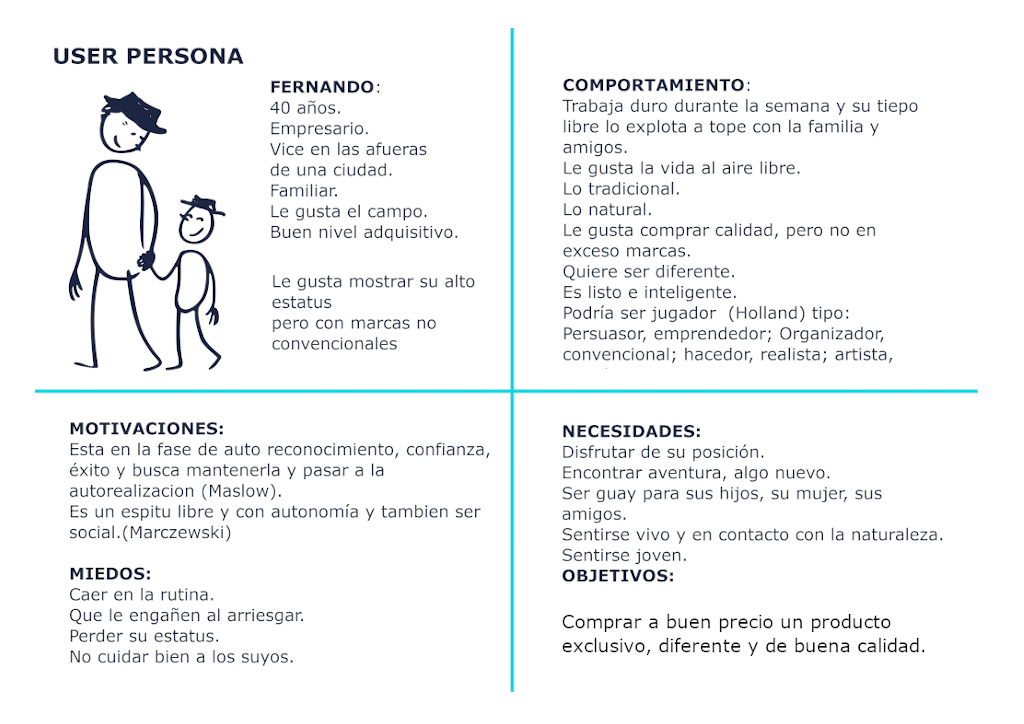 USER PERSONA
FERNANDO:
40 años.
Empresario.
Vice en las afueras
de una ciudad.
Familiar.
Le gusta el campo.
Buen nivel adquisitivo.
Le gusta mostrar su alto
estatus
pero con marcas no
convencionales
COMPORTAMIENTO:
Trabaja duro durante la semana y su tiepo
libre lo explota a tope con la familia y
amigos.
Le gusta la vida al aire libre.
Lo tradicional.
Lo natural.
Le gusta comprar calidad, pero no en
exceso marcas.
Quiere ser diferente.
Es listo e inteligente.
Podría ser jugador (Holland) tipo:
Persuasor, emprendedor; Organizador,
convencional; hacedor, realista; artista,
MOTIVACIONES:
Esta en la fase de auto reconocimiento, confianza,
éxito y busca mantenerla y pasar a la
autorealizacion (Maslow).
Es un espitu libre y con autonomía y tambien ser
social.(Marczewski)
MIEDOS:
Caer en la rutina.
Que le engañen al arriesgar.
Perder su estatus.
No cuidar bien a los suyos.
NECESIDADES:
Disfrutar de su posición.
Encontrar aventura, algo nuevo.
Ser guay para sus hijos, su mujer, sus
amigos.
Sentirse vivo y en contacto con la naturaleza.
Sentirse joven.
OBJETIVOS:
Comprar a buen precio un producto
exclusivo, diferente y de buena calidad.